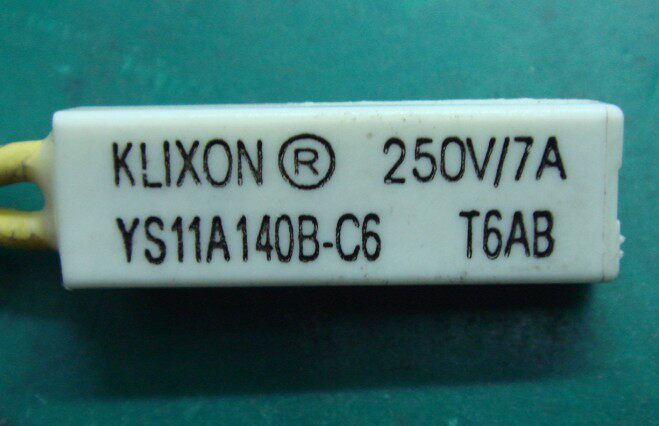 KLIXON® 250V/7A
YS11A140B-C6 T6AB